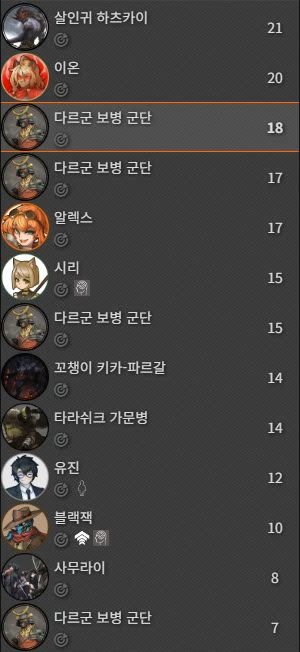 살인귀 하츠카이 21
이온 20
다르군 보병 군단 18
다르군 보병 군단 17
알렉스 17
시리 15
다르군 보병 군단 15
꼬챙이 키카-파르갈 14
타라쉬크 가문병 14
유진 12
블랙잭 10
사무라이 8
다르군 보병 군단 7